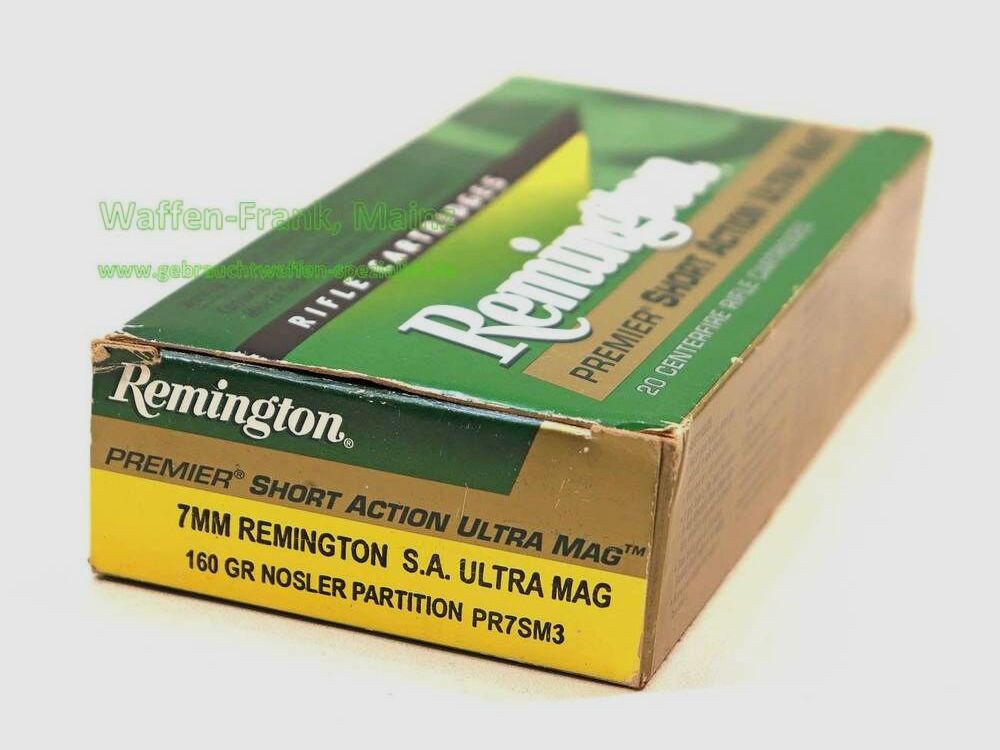 Waffen-Frank, Mainz
www.gebrauchtwaffen-spezialist.de
RIFLE CARTRIDGES
Remington
PREMIER® SHORT ACTION ULTRA MAG
20 CENTERFIRE RIFLE CARTRIDGES
Remington®
PREMIER® SHORT ACTION ULTRA MAG™
7MM REMINGTON S.A. ULTRA MAG
160 GR NOSLER PARTITION PR7SM3